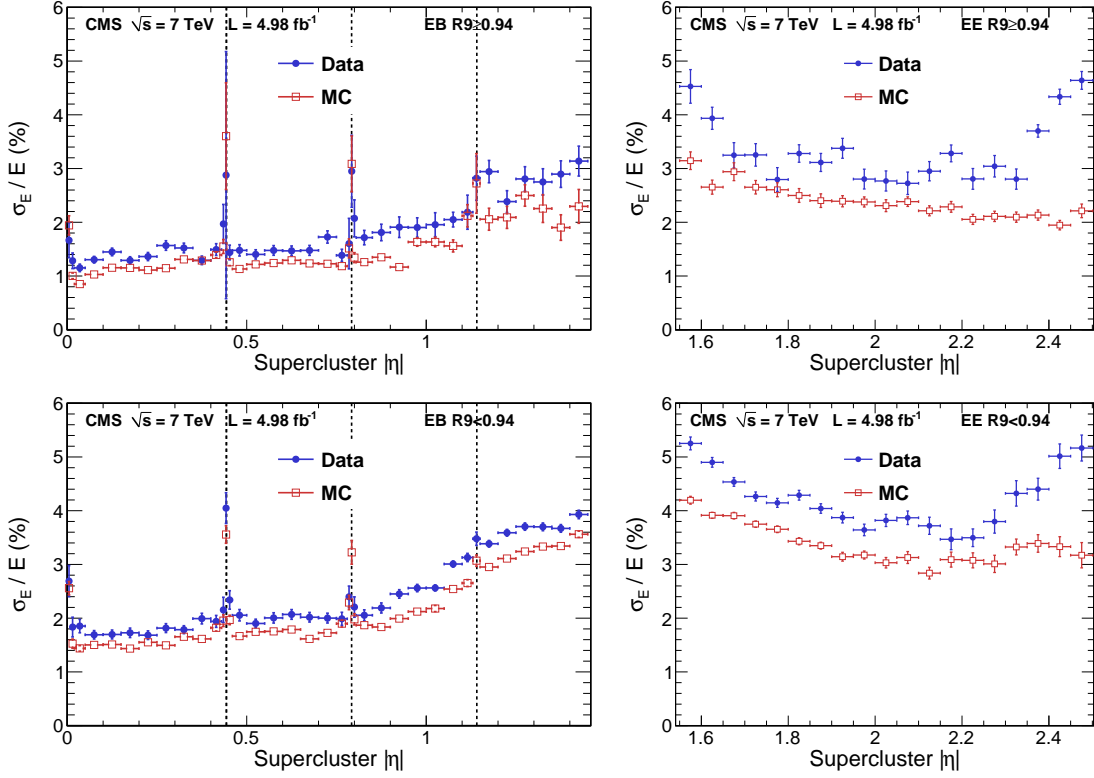 CMS √s = 7 TeV L = 4.98 fb⁻¹ EB R9≥0.94
Data
MC
σE / E (%)
6
5
4
3
2
1
0
0 0.5 1
Supercluster |η|
CMS √s = 7 TeV L = 4.98 fb⁻¹ EE R9≥0.94
Data
MC
σE / E (%)
6
5
4
3
2
1
0
1.6 1.8 2 2.2 2.4
Supercluster |η|
CMS √s = 7 TeV L = 4.98 fb⁻¹ EB R9<0.94
Data
MC
σE / E (%)
6
5
4
3
2
1
0
0 0.5 1
Supercluster |η|
CMS √s = 7 TeV L = 4.98 fb⁻¹ EE R9<0.94
Data
MC
σE / E (%)
6
5
4
3
2
1
0
1.6 1.8 2 2.2 2.4
Supercluster |η|